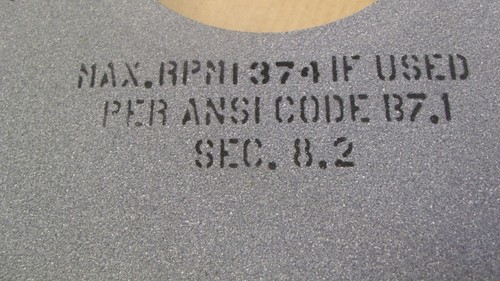 MAX. RPM 1374 IF USED
PER ANSI CODE B7.1
SEC. 8.2